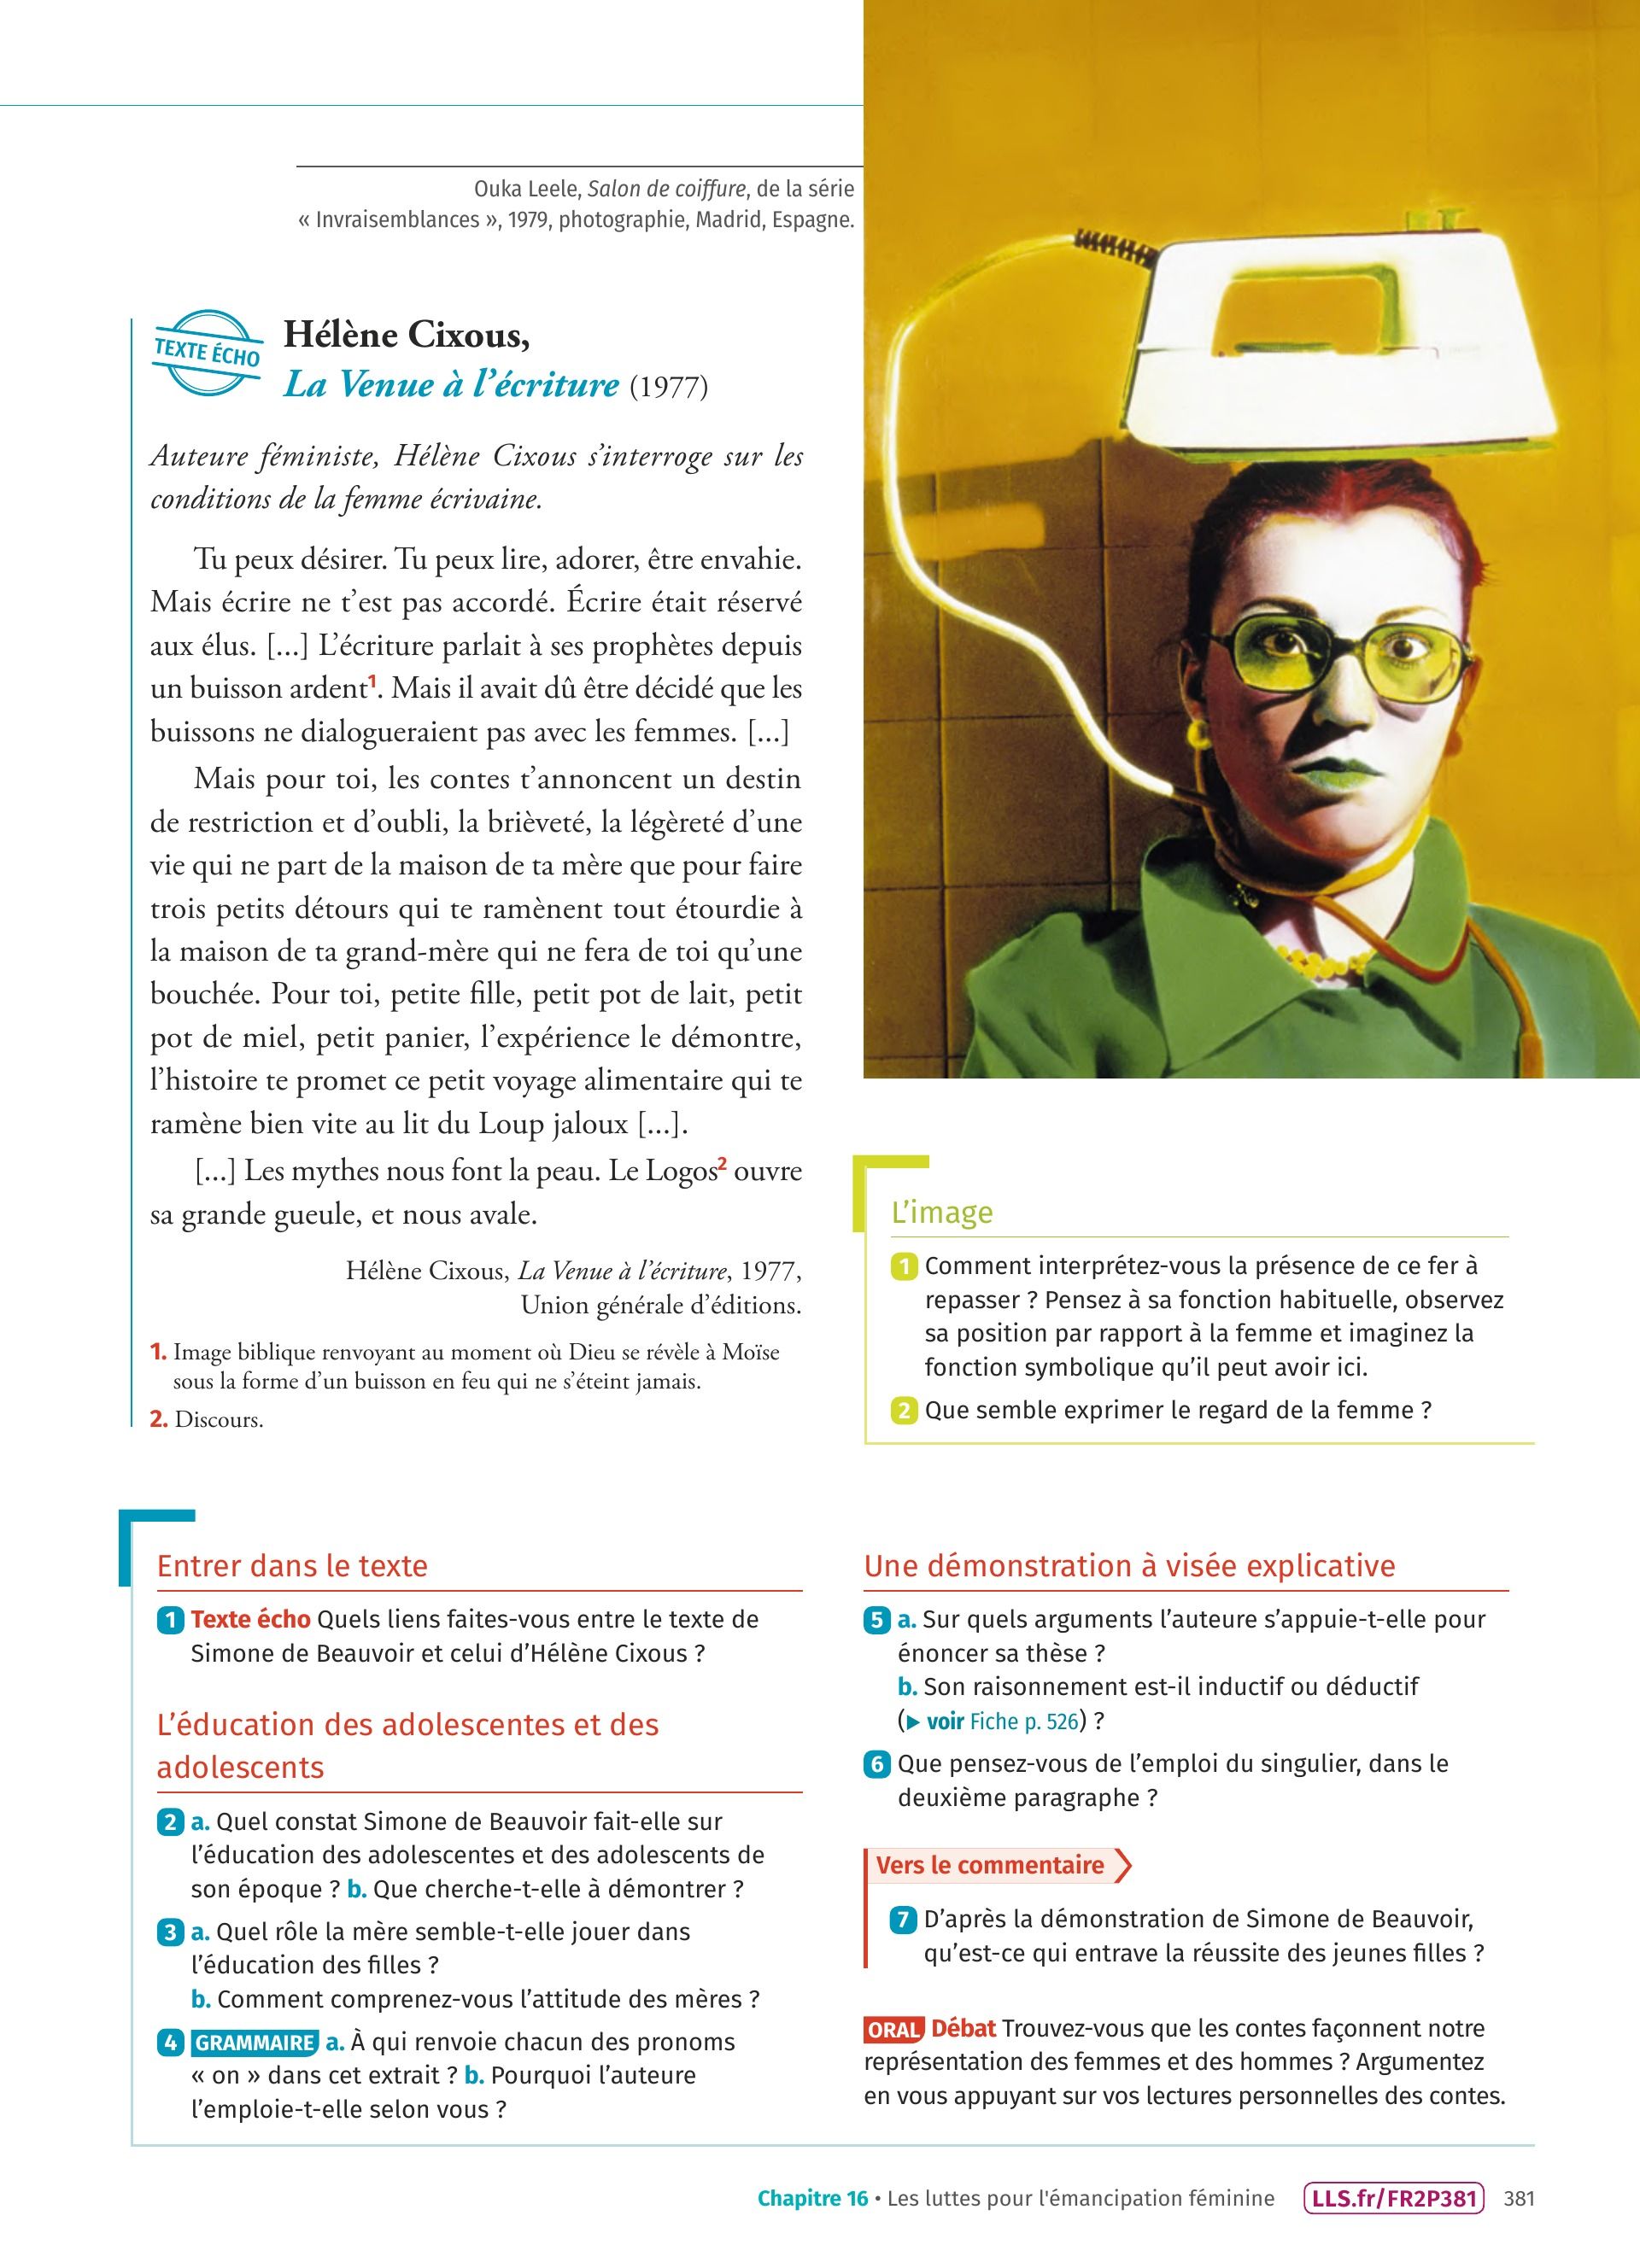 Ouka Leele, Salon de coiffure, de la série
« Invraisemblances », 1979, photographie, Madrid, Espagne.
TEXTE ÉCHO
Hélène Cixous,
La Venue à l’écriture (1977)
Auteure féministe, Hélène Cixous s’interroge sur les
conditions de la femme écrivaine.
Tu peux désirer. Tu peux lire, adorer, être envahie.
Mais écrire ne t’est pas accordé. Écrire était réservé
aux élus. [...] L’écriture parlait à ses prophètes depuis
un buisson ardent1. Mais il avait dû être décidé que les
buissons ne dialogueraient pas avec les femmes. [...]
Mais pour toi, les contes t’annoncent un destin
de restriction et d’oubli, la brièveté, la légèreté d’une
vie qui ne part de la maison de ta mère que pour faire
trois petits détours qui te ramènent tout étourdie à
la maison de ta grand-mère qui ne fera de toi qu’une
bouchée. Pour toi, petite fille, petit pot de lait, petit
pot de miel, petit panier, l’expérience le démontre,
l’histoire te promet ce petit voyage alimentaire qui te
ramène bien vite au lit du Loup jaloux [...].
[...] Les mythes nous font la peau. Le Logos2 ouvre
sa grande gueule, et nous avale.
Hélène Cixous, La Venue à l’écriture, 1977,
Union générale d’éditions.
1. Image biblique renvoyant au moment où Dieu se révèle à Moïse
sous la forme d’un buisson en feu qui ne s’éteint jamais.
2. Discours.
L’image
1 Comment interprétez-vous la présence de ce fer à
repasser ? Pensez à sa fonction habituelle, observez
sa position par rapport à la femme et imaginez la
fonction symbolique qu’il peut avoir ici.
2 Que semble exprimer le regard de la femme ?
Entrer dans le texte
1 Texte écho Quels liens faites-vous entre le texte de
Simone de Beauvoir et celui d’Hélène Cixous ?
L’éducation des adolescentes et des
adolescents
2 a. Quel constat Simone de Beauvoir fait-elle sur
l’éducation des adolescentes et des adolescents de
son époque ? b. Que cherche-t-elle à démontrer ?
3 a. Quel rôle la mère semble-t-elle jouer dans
l’éducation des filles ?
b. Comment comprenez-vous l’attitude des mères ?
4 GRAMMAIRE a. À qui renvoie chacun des pronoms
« on » dans cet extrait ? b. Pourquoi l’auteure
l’emploie-t-elle selon vous ?
Une démonstration à visée explicative
5 a. Sur quels arguments l’auteure s’appuie-t-elle pour
énoncer sa thèse ?
b. Son raisonnement est-il inductif ou déductif
(▶ voir Fiche p. 526) ?
6 Que pensez-vous de l’emploi du singulier, dans le
deuxième paragraphe ?
Vers le commentaire
7 D’après la démonstration de Simone de Beauvoir,
qu’est-ce qui entrave la réussite des jeunes filles ?
ORAL Débat Trouvez-vous que les contes façonnent notre
représentation des femmes et des hommes ? Argumentez
en vous appuyant sur vos lectures personnelles des contes.
Chapitre 16 • Les luttes pour l'émancipation féminine LLS.fr/FR2P381 381